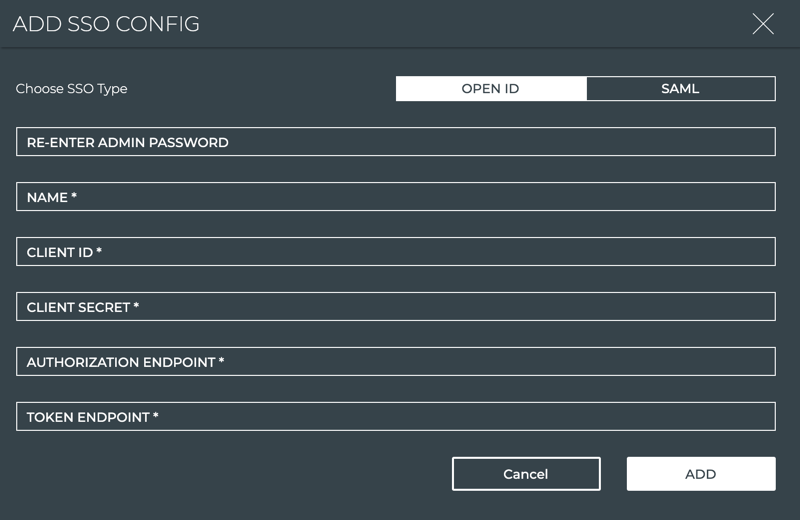 ADD SSO CONFIG
Choose SSO Type
OPEN ID
SAML
RE-ENTER ADMIN PASSWORD
NAME *
CLIENT ID *
CLIENT SECRET *
AUTHORIZATION ENDPOINT *
TOKEN ENDPOINT *
Cancel
ADD